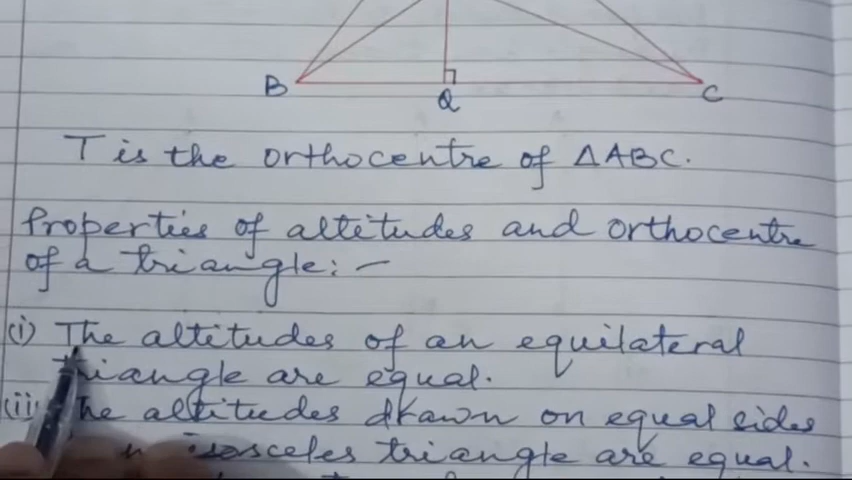 B
Q
C
T is the orthocentre of ΔABC.
Properties of altitudes and orthocentre
of a triangle: -
(i) The altitudes of an equilateral
triangle are equal.
(ii) The altitudes drawn on equal sides
isosceles triangle are equal.